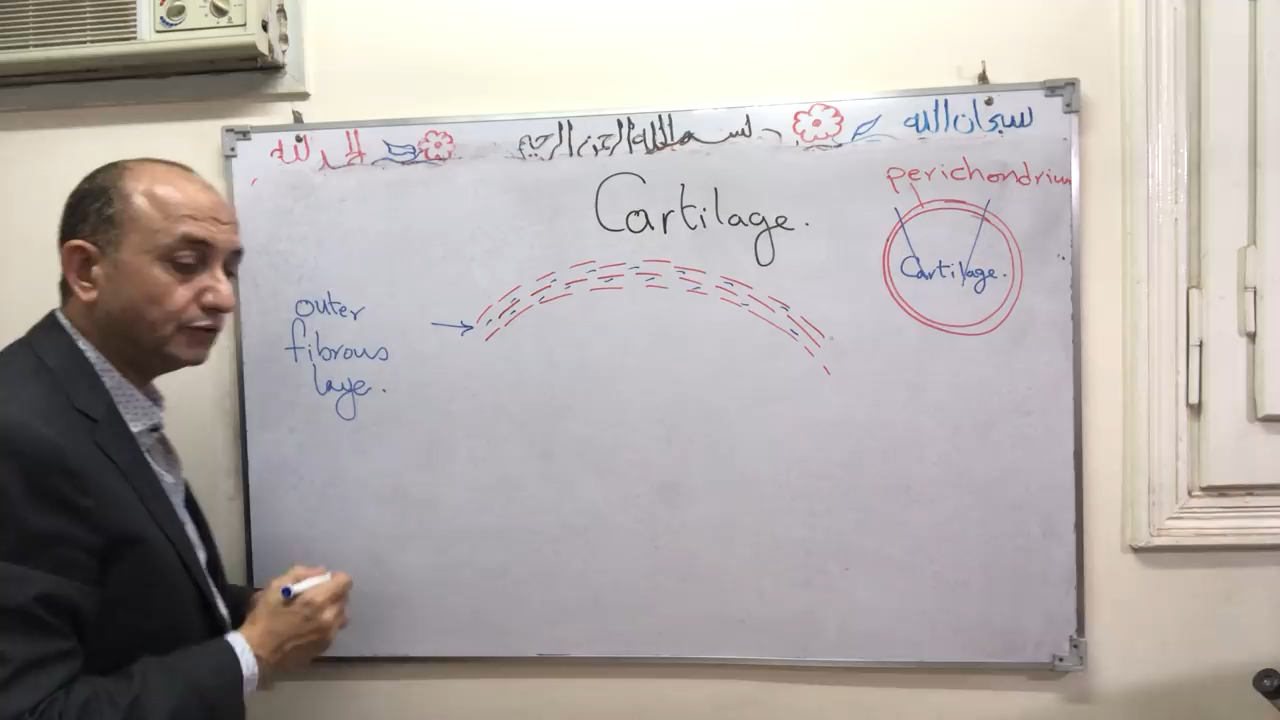 سبحان الله
بسم الله الرحمن الرحيم
الحمد لله
Cartilage.
perichondrium
Cartilage.
outer
fibrous
laye.